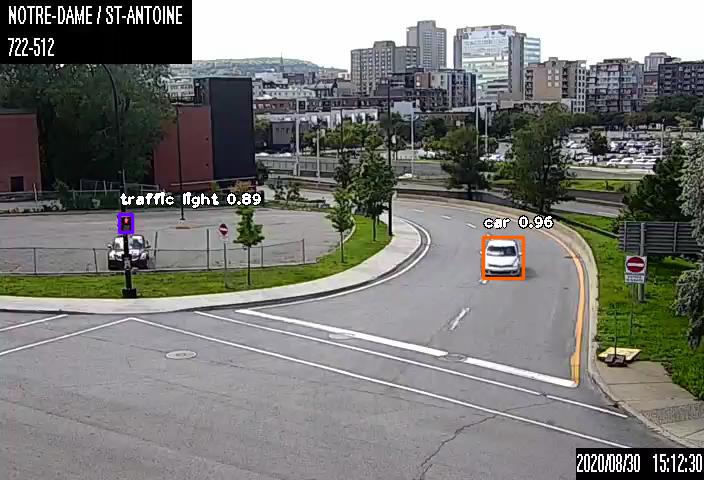 NOTRE-DAME / ST-ANTOINE
722-512
traffic light 0.89
car 0.96
2020/08/30 15:12:30